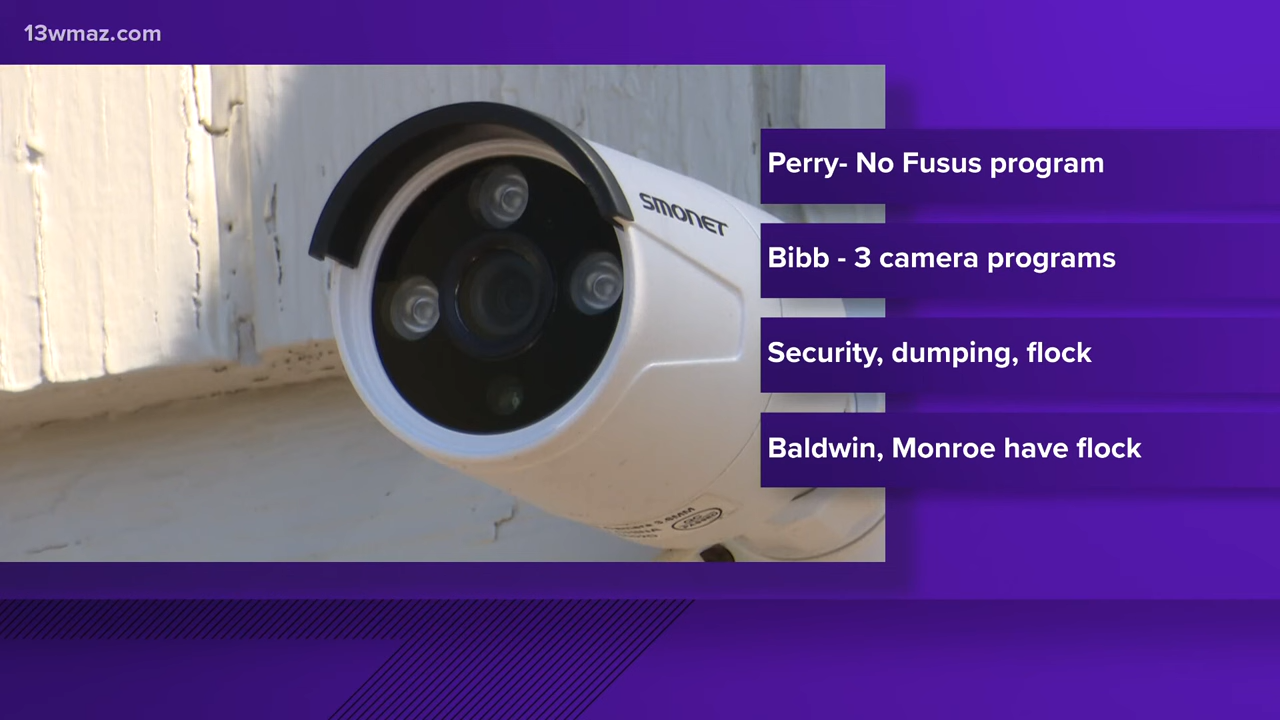 13wmaz.com
SMONET
Perry- No Fusus program
Bibb - 3 camera programs
Security, dumping, flock
Baldwin, Monroe have flock